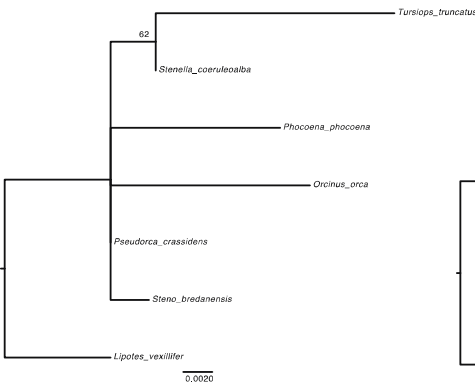 Tursiops_truncatus
62
Stenella_coeruleoalba
Phocoena_phocoena
Orcinus_orca
Pseudorca_crassidens
Steno_bredanensis
Lipotes_vexillifer
0.0020